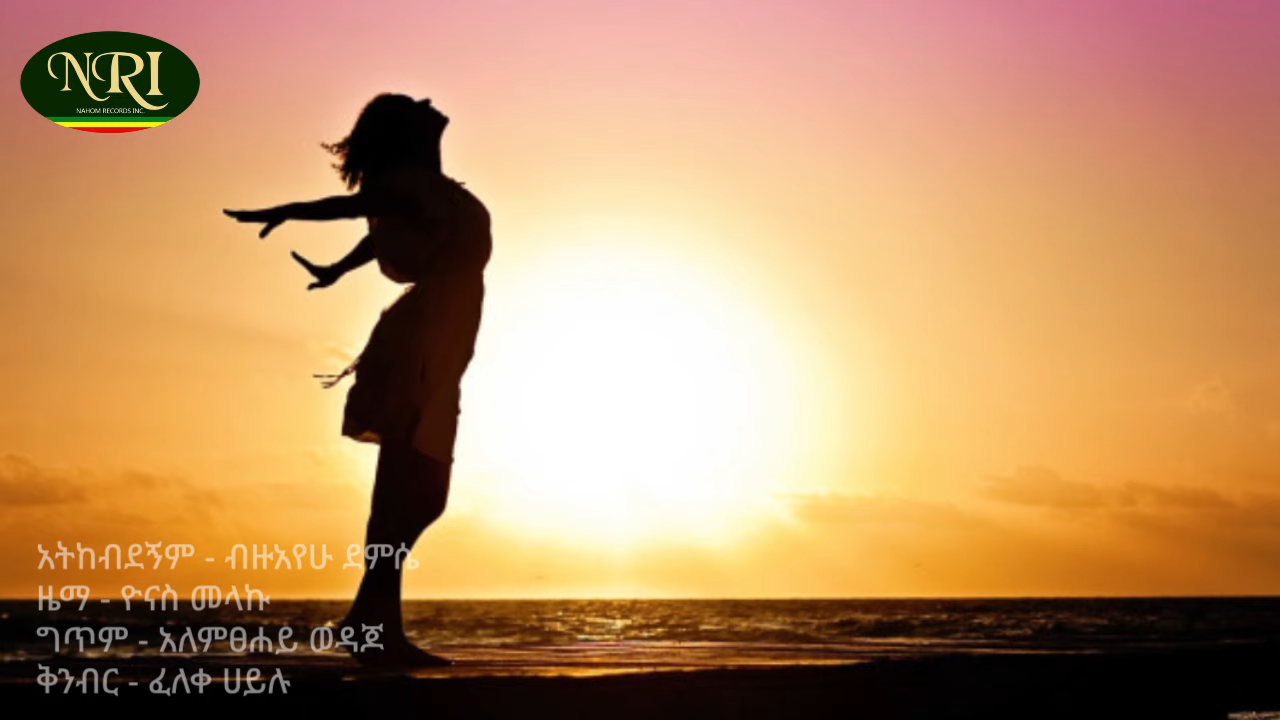 NRI
NAHOM RECORDS INC.
አትከብደኝም - ብዙአየሁ ደምሴ
ዜማ - ዮናስ መላኩ
ግጥም - አለምፀሐይ ወዳጆ
ቅንብር - ፈለቀ ሀይሉ